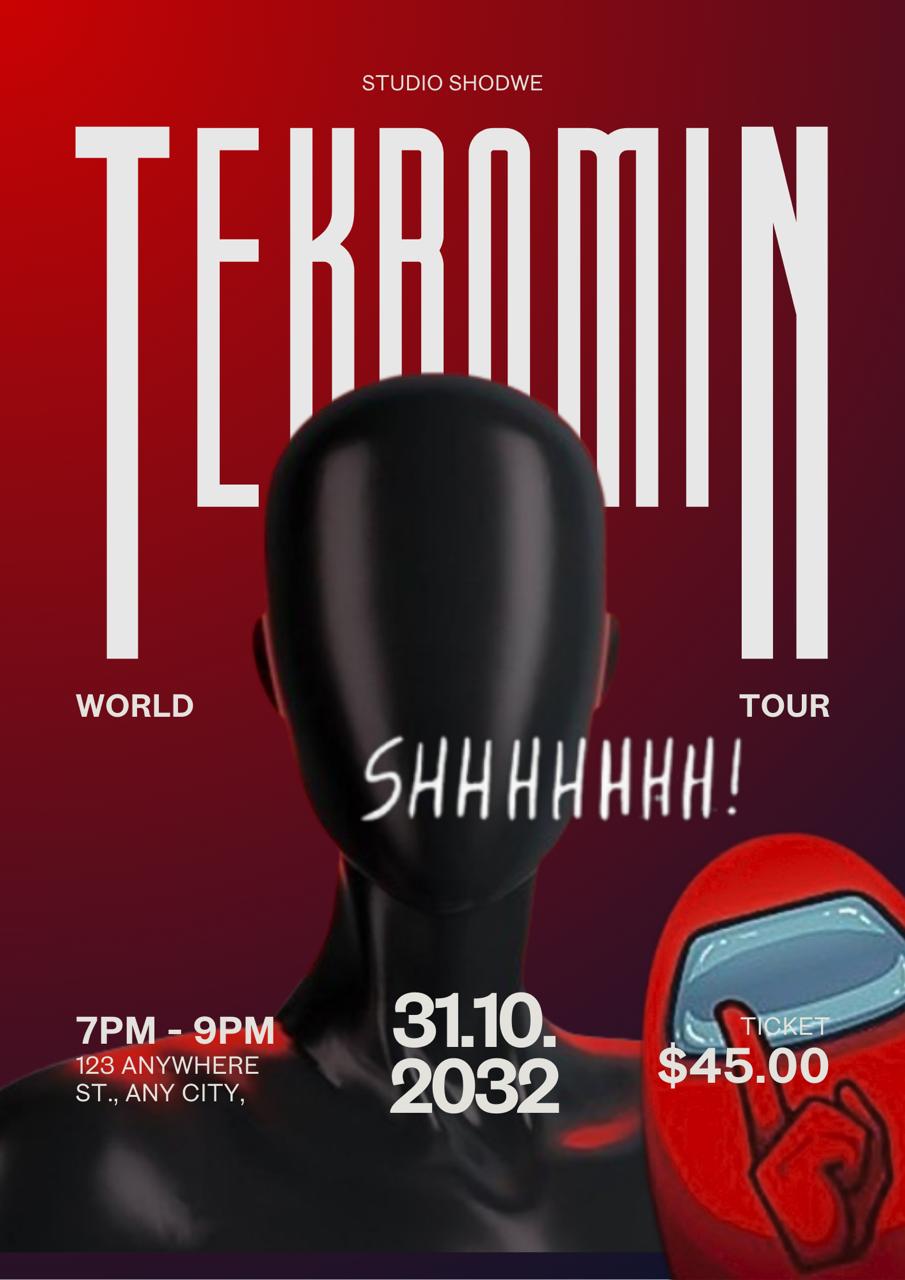 STUDIO SHODWE
TEKROMIN
WORLD
TOUR
SHHHHHHH!
7PM - 9PM
123 ANYWHERE
ST., ANY CITY,
31.10.
2032
TICKET
$45.00